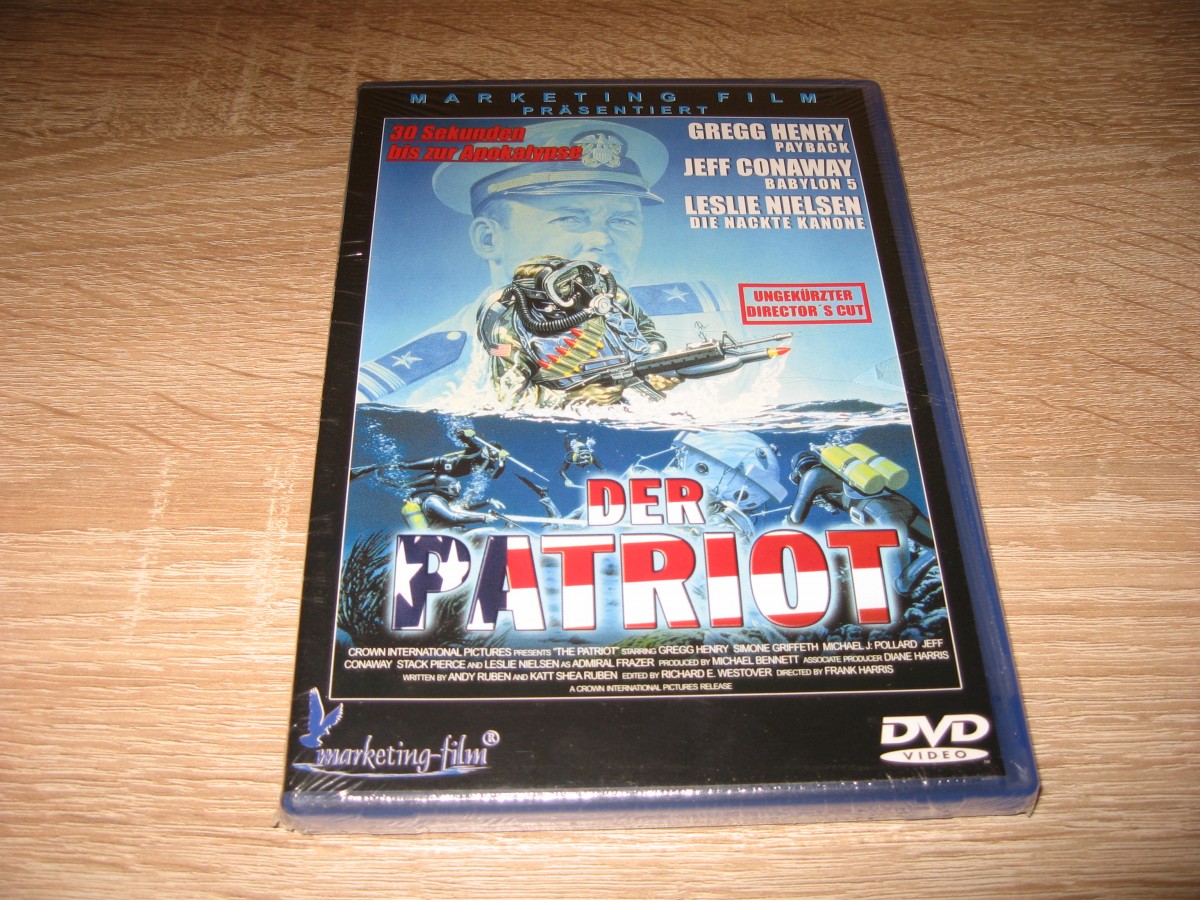 MARKETING FILM
PRÄSENTIERT
30 Sekunden
bis zur Apokalypse
GREGG HENRY
PAYBACK
JEFF CONAWAY
BABYLON 5
LESLIE NIELSEN
DIE NACKTE KANONE
UNGEKÜRZTER
DIRECTOR´S CUT
DER
PATRIOT
CROWN INTERNATIONAL PICTURES PRESENTS "THE PATRIOT" STARRING GREGG HENRY SIMONE GRIFFETH MICHAEL J. POLLARD JEFF
CONAWAY STACK PIERCE AND LESLIE NIELSEN AS ADMIRAL FRAZER PRODUCED BY MICHAEL BENNETT ASSOCIATE PRODUCER DIANE HARRIS
WRITTEN BY ANDY RUBEN AND KATT SHEA RUBEN EDITED BY RICHARD E. WESTOVER DIRECTED BY FRANK HARRIS
A CROWN INTERNATIONAL PICTURES RELEASE
marketing-film®
DVD
VIDEO